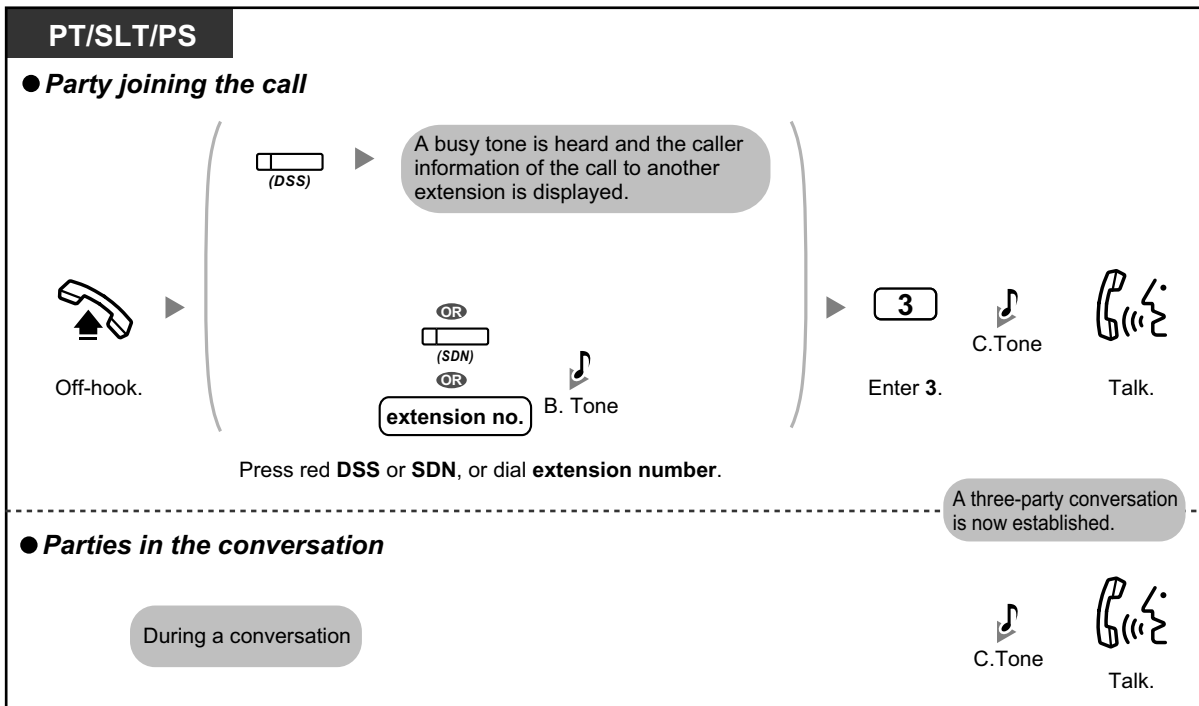 PT/SLT/PS
● Party joining the call
(DSS)
A busy tone is heard and the caller
information of the call to another
extension is displayed.
OR
(SDN)
OR
extension no.
B. Tone
Off-hook.
Press red DSS or SDN, or dial extension number.
3
Enter 3.
C.Tone
Talk.
A three-party conversation
is now established.
● Parties in the conversation
During a conversation
C.Tone
Talk.